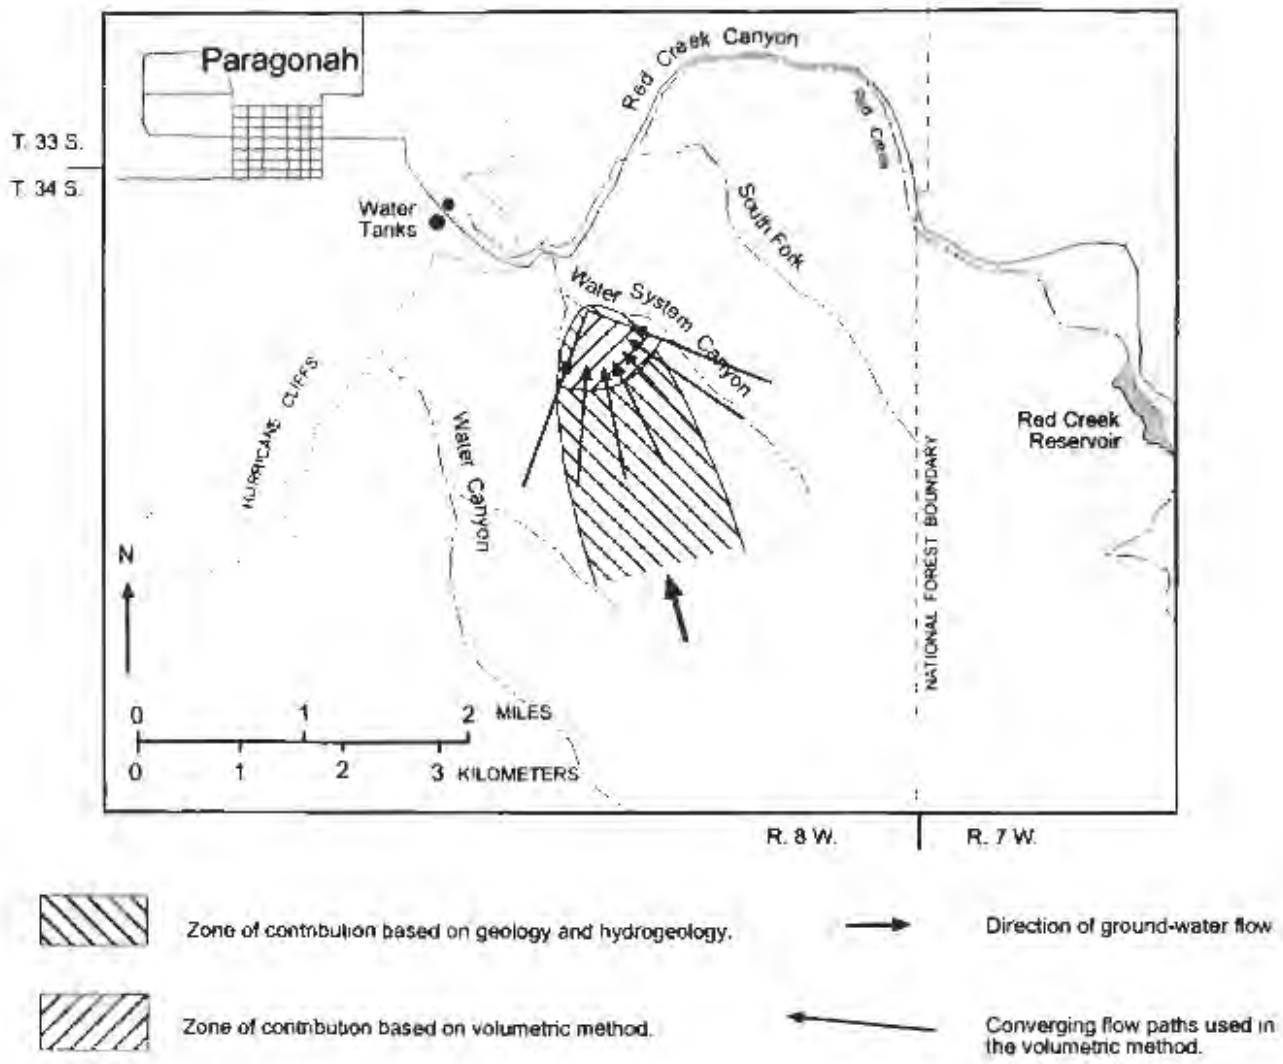 Paragonah
Red Creek Canyon
Red Creek
T. 33 S.
T. 34 S.
Water
Tanks
South Fork
Water System Canyon
HURRICANE CLIFFS
Water Canyon
Red Creek
Reservoir
NATIONAL FOREST BOUNDARY
N
0 1 2 MILES
0 1 2 3 KILOMETERS
R. 8 W. R. 7 W.
Zone of contribution based on geology and hydrogeology.
Direction of ground-water flow
Zone of contribution based on volumetric method.
Converging flow paths used in
the volumetric method.